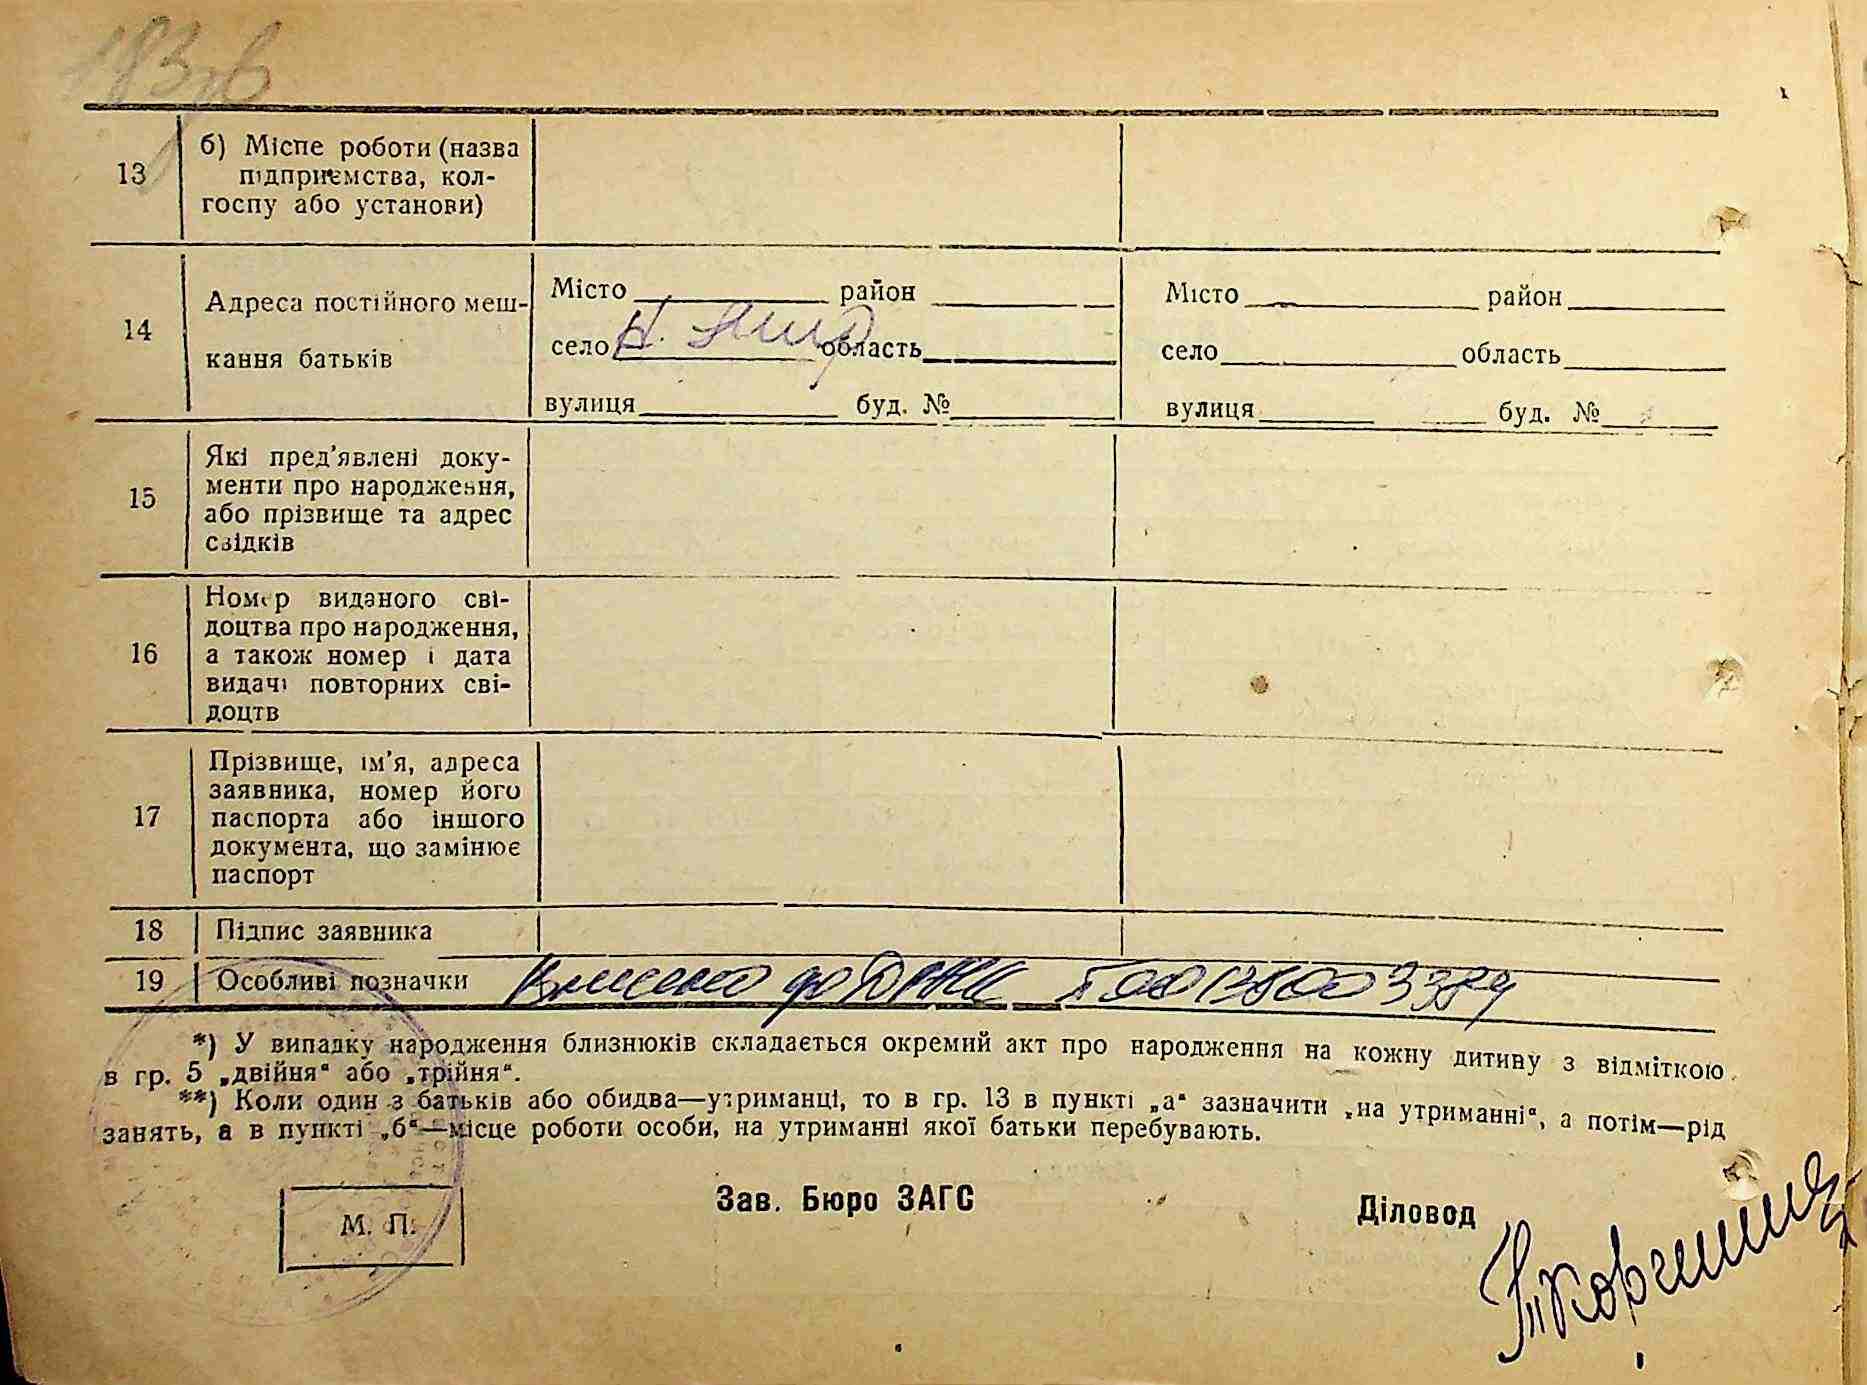 183зв
13
б) Місце роботи (назва
підприємства, кол-
госпу або установи)
14
Адреса постійного меш-
кання батьків
Місто район
село Н. область
вулиця буд. №
Місто район
село область
вулиця буд. №
15
Які пред'явлені доку-
менти про народження,
або прізвище та адрес
свідків
16
Номер виданого сві-
доцтва про народження,
а також номер і дата
видачі повторних сві-
доцтв
17
Прізвище, ім'я, адреса
заявника, номер його
паспорта або іншого
документа, що замінює
паспорт
18
Підпис заявника
19
Особливі позначки Внесено до 00138003389
*) У випадку народження близнюків складається окремий акт про народження на кожну дитину з відміткою
в гр. 5 „двійня“ або „трійня“.
**) Коли один з батьків або обидва—утриманці, то в гр. 13 в пункті „а“ зазначити „на утриманні“, а потім—рід
занять, а в пункті „б“—місце роботи особи, на утриманні якої батьки перебувають.
М. П.
Зав. Бюро ЗАГС
Діловод